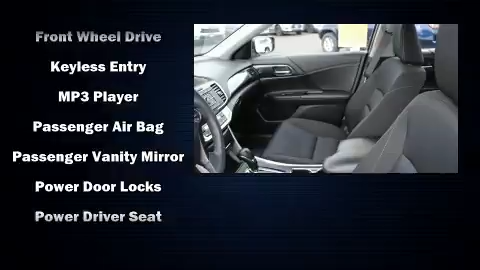 Front Wheel Drive
Keyless Entry
MP3 Player
Passenger Air Bag
Passenger Vanity Mirror
Power Door Locks
Power Driver Seat